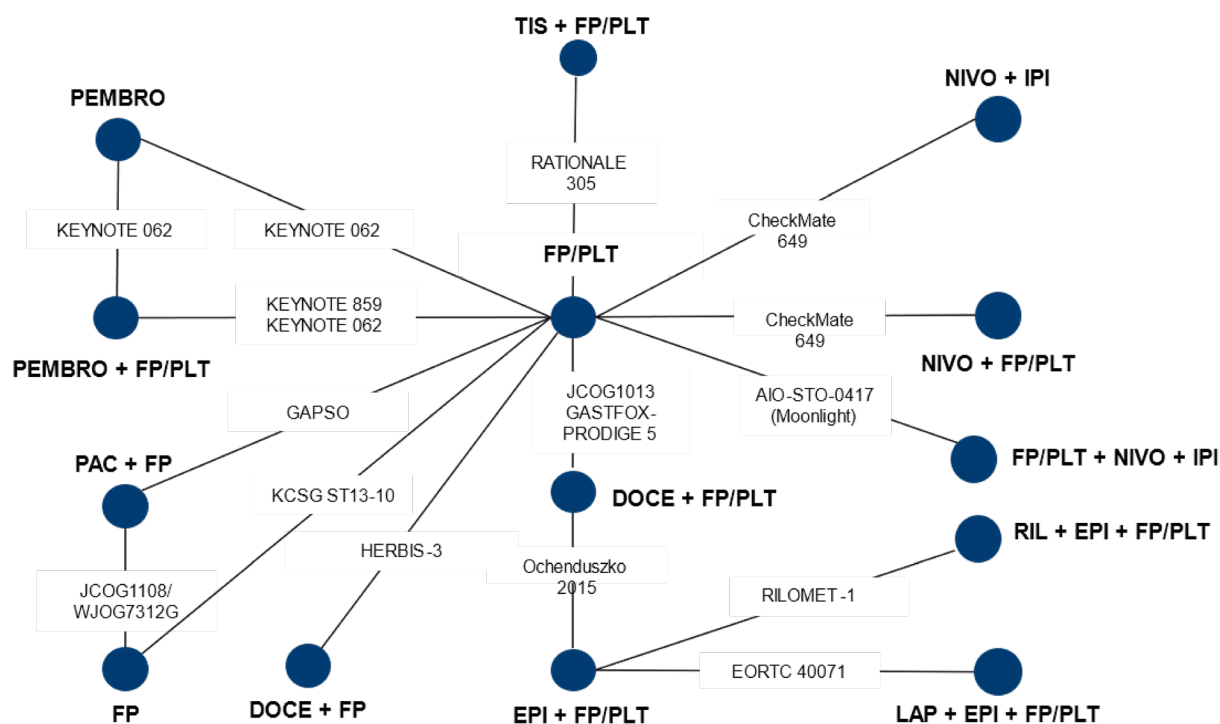 TIS + FP/PLT
NIVO + IPI
PEMBRO
RATIONALE
305
KEYNOTE 062
KEYNOTE 062
CheckMate
649
FP/PLT
KEYNOTE 859
KEYNOTE 062
CheckMate
649
PEMBRO + FP/PLT
NIVO + FP/PLT
JCOG1013
GASTFOX-
PRODIGE 5
AIO-STO-0417
(Moonlight)
GAPSO
PAC + FP
FP/PLT + NIVO + IPI
KCSG ST13-10
DOCE + FP/PLT
RIL + EPI + FP/PLT
HERBIS-3
Ochenduszko
2015
JCOG1108/
WJOG7312G
RILOMET-1
EORTC 40071
FP
DOCE + FP
EPI + FP/PLT
LAP + EPI + FP/PLT